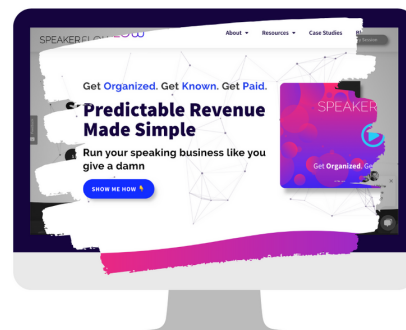 SPEAKERFLOW
About Resources Case Studies
Get Organized. Get Known. Get Paid.
Predictable Revenue
Made Simple
Run your speaking business like you
give a damn
SHOW ME HOW
SPEAKER
Get Organized. Ge